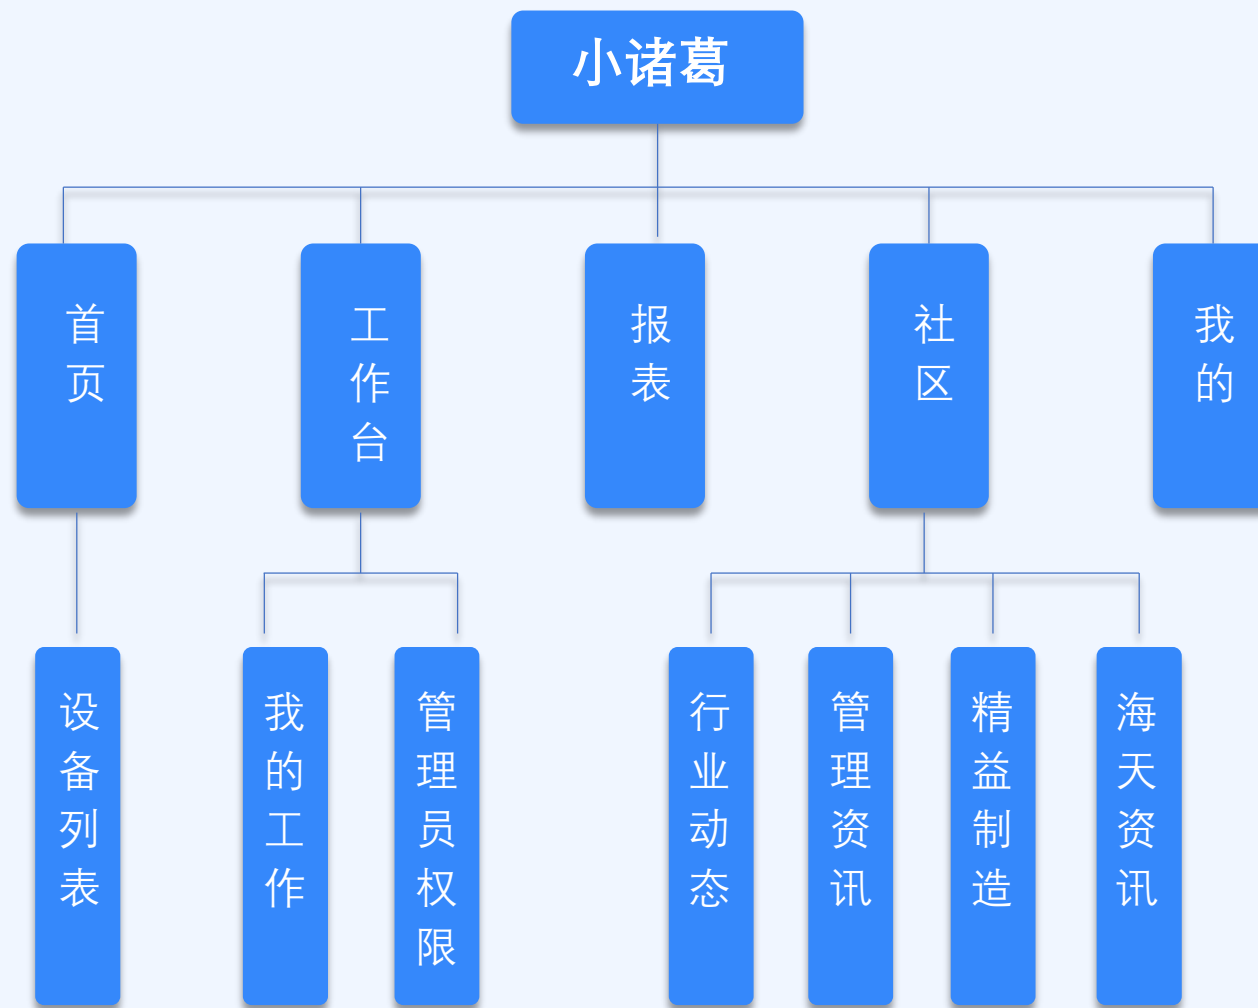 小诸葛
首页
工作台
报表
社区
我的
设备列表
我的工作
管理员权限
行业动态
管理资讯
精益制造
海天资讯